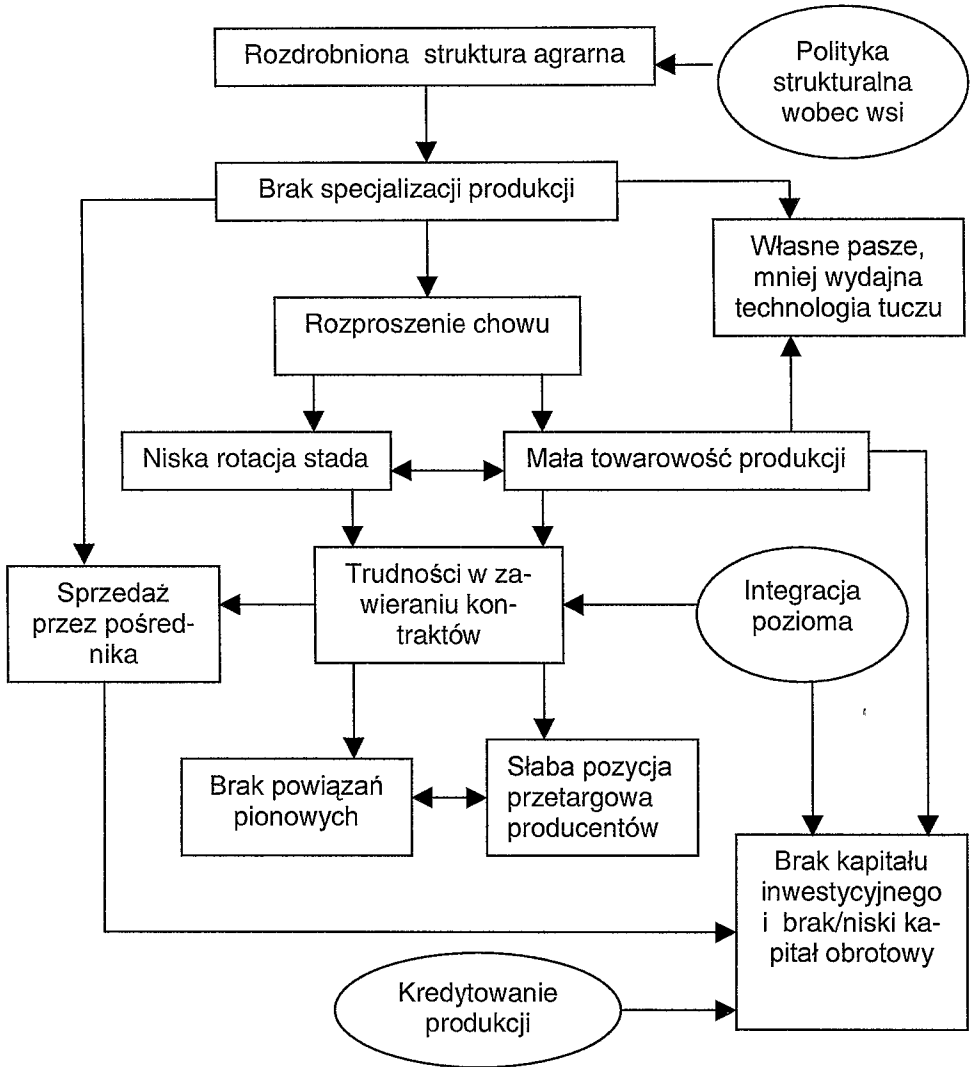 Rozdrobniona struktura agrarna
Polityka
strukturalna
wobec wsi
Brak specjalizacji produkcji
Własne pasze,
mniej wydajna
technologia tuczu
Rozproszenie chowu
Niska rotacja stada
Mała towarowość produkcji
Sprzedaż
przez pośred-
nika
Trudności w za-
wieraniu kon-
traktów
Integracja
pozioma
Brak powiązań
pionowych
Słaba pozycja
przetargowa
producentów
Brak kapitału
inwestycyjnego
i brak/niski ka-
pitał obrotowy
Kredytowanie
produkcji